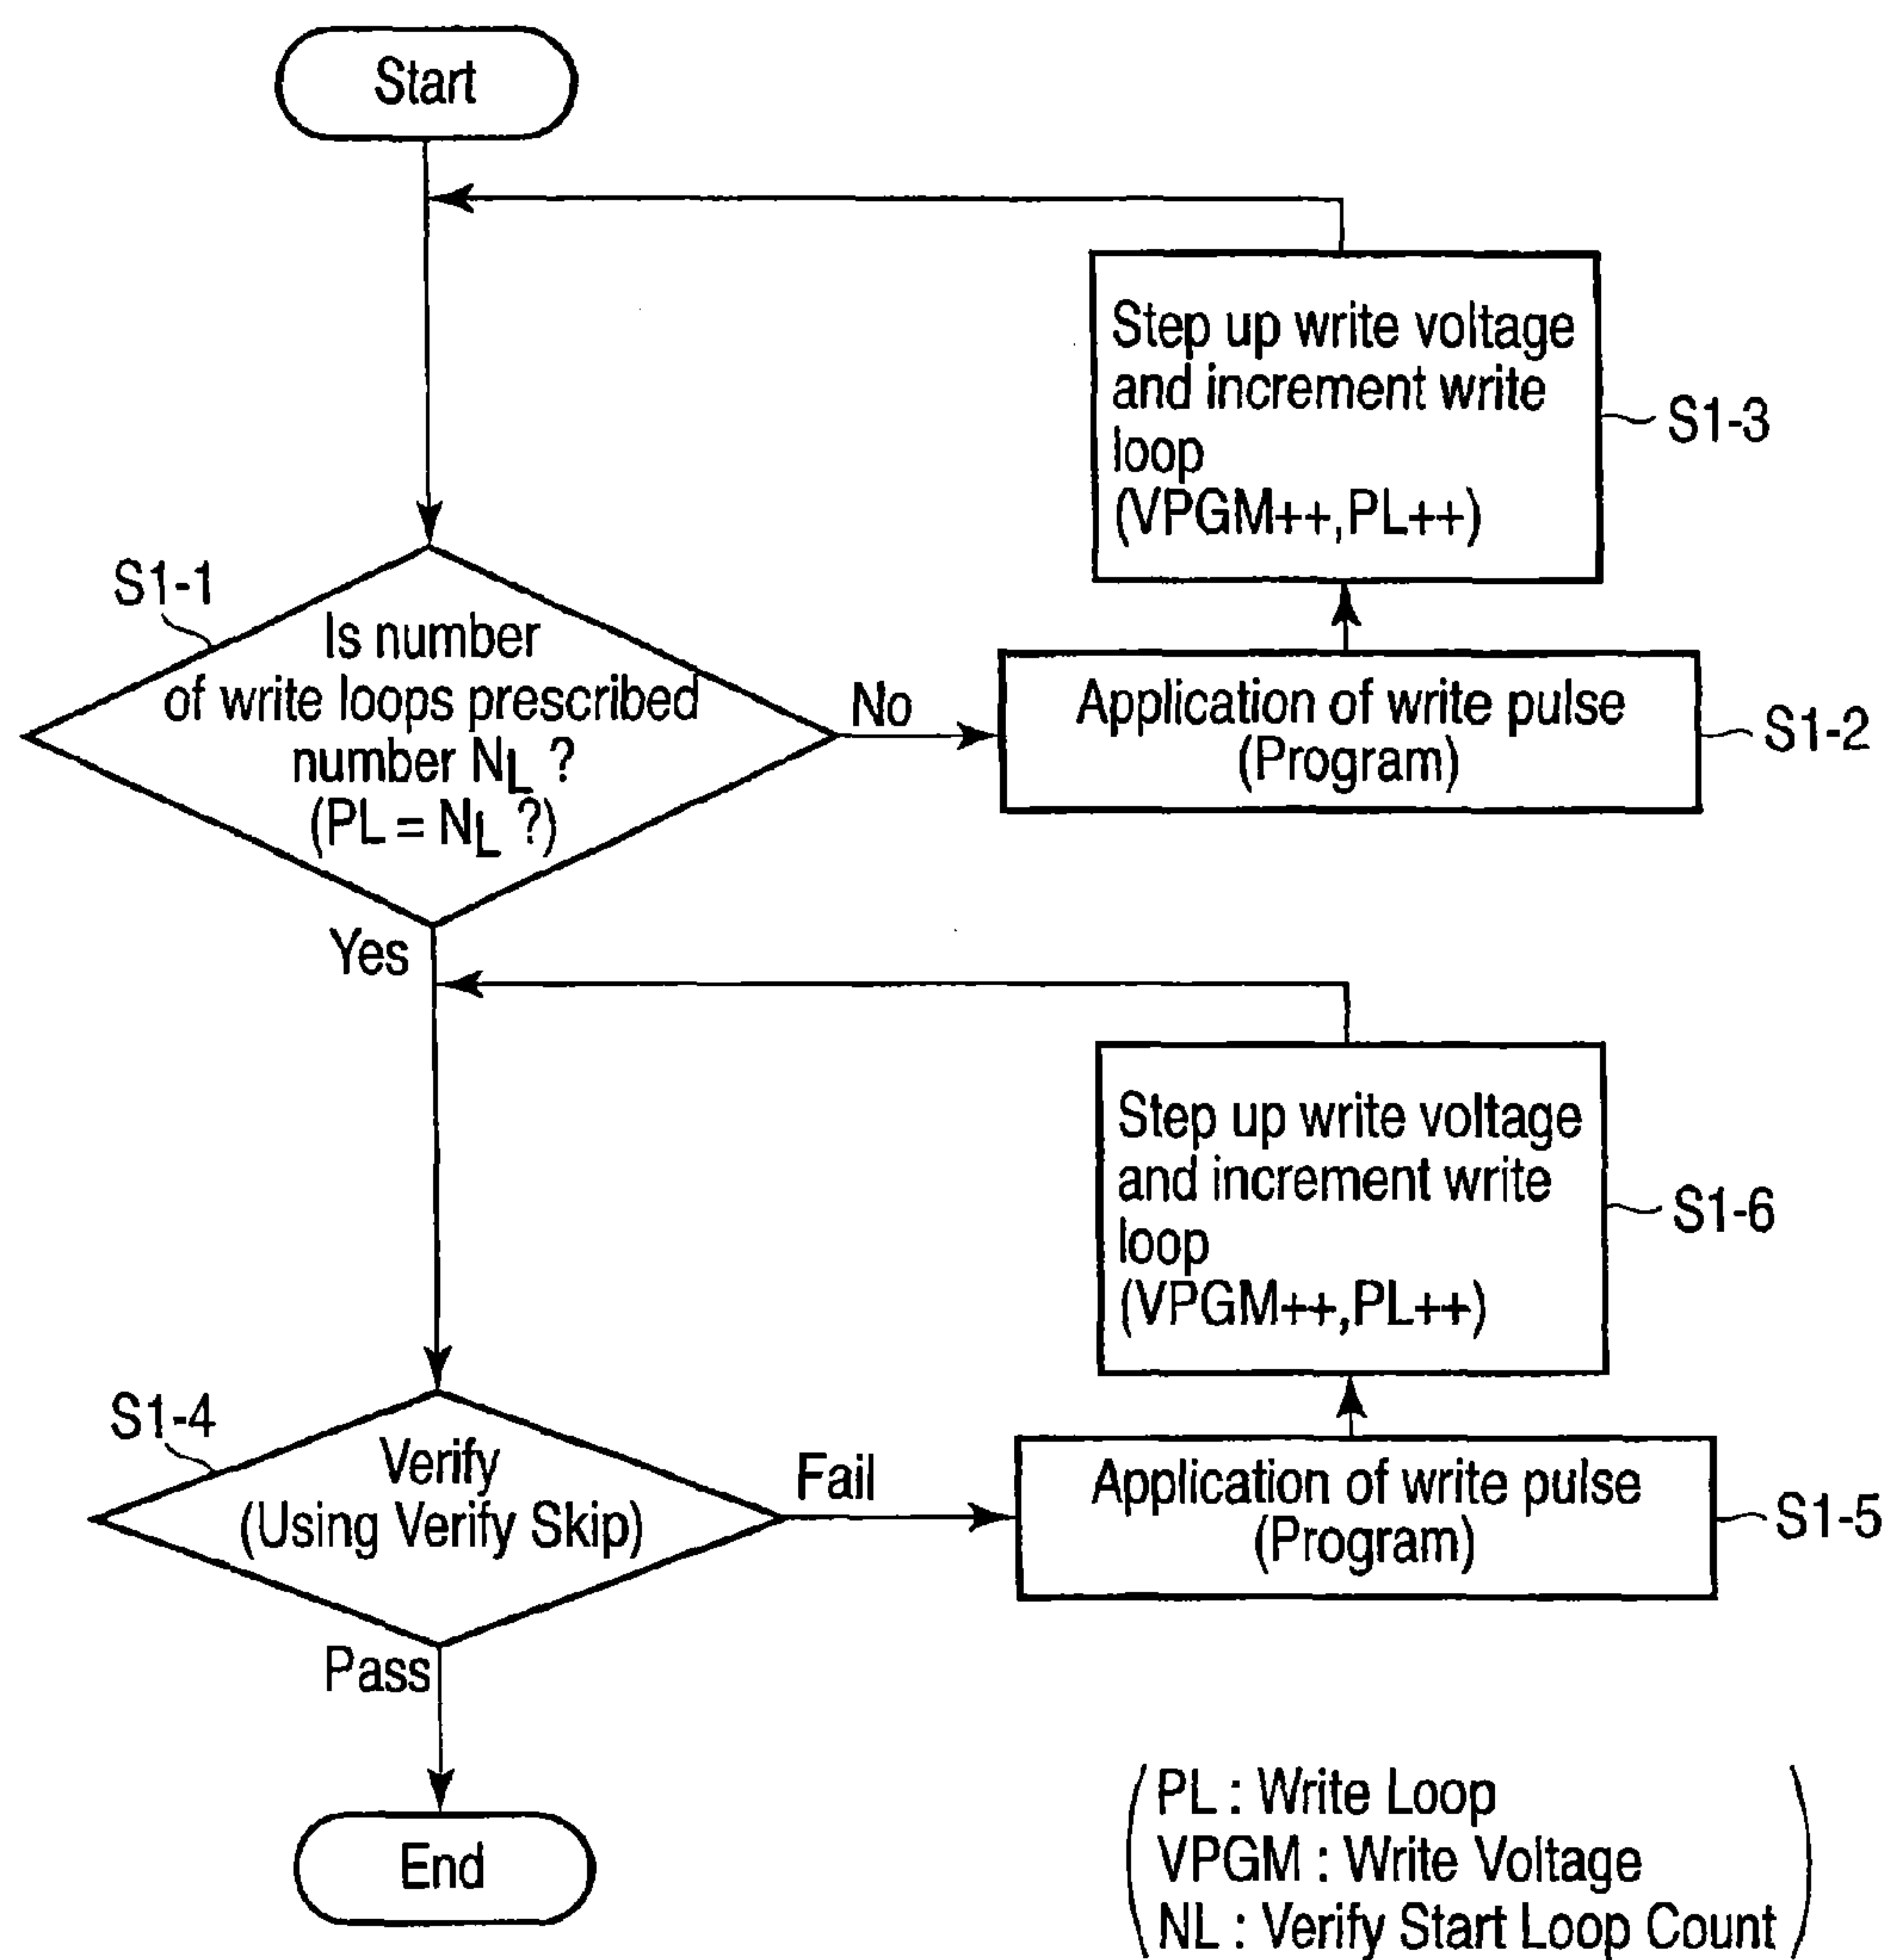 Start
Step up write voltage
and increment write
loop
(VPGM++,PL++)
S1-3
S1-1
Is number
of write loops prescribed
number NL ?
(PL = NL ?)
No
Application of write pulse
(Program)
S1-2
Yes
Step up write voltage
and increment write
loop
(VPGM++,PL++)
S1-6
S1-4
Verify
(Using Verify Skip)
Fail
Application of write pulse
(Program)
S1-5
Pass
End
PL : Write Loop
VPGM : Write Voltage
NL : Verify Start Loop Count